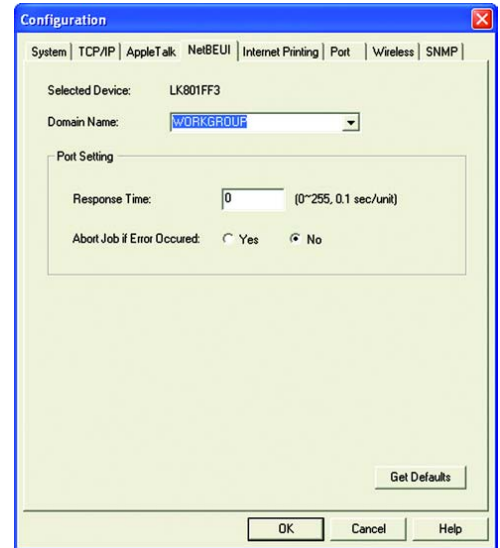 Configuration
System TCP/IP AppleTalk NetBEUI Internet Printing Port Wireless SNMP
Selected Device: LK801FF3
Domain Name: WORKGROUP
Port Setting
Response Time: 0 (0~255, 0.1 sec/unit)
Abort Job if Error Occured: Yes No
Get Defaults
OK Cancel Help